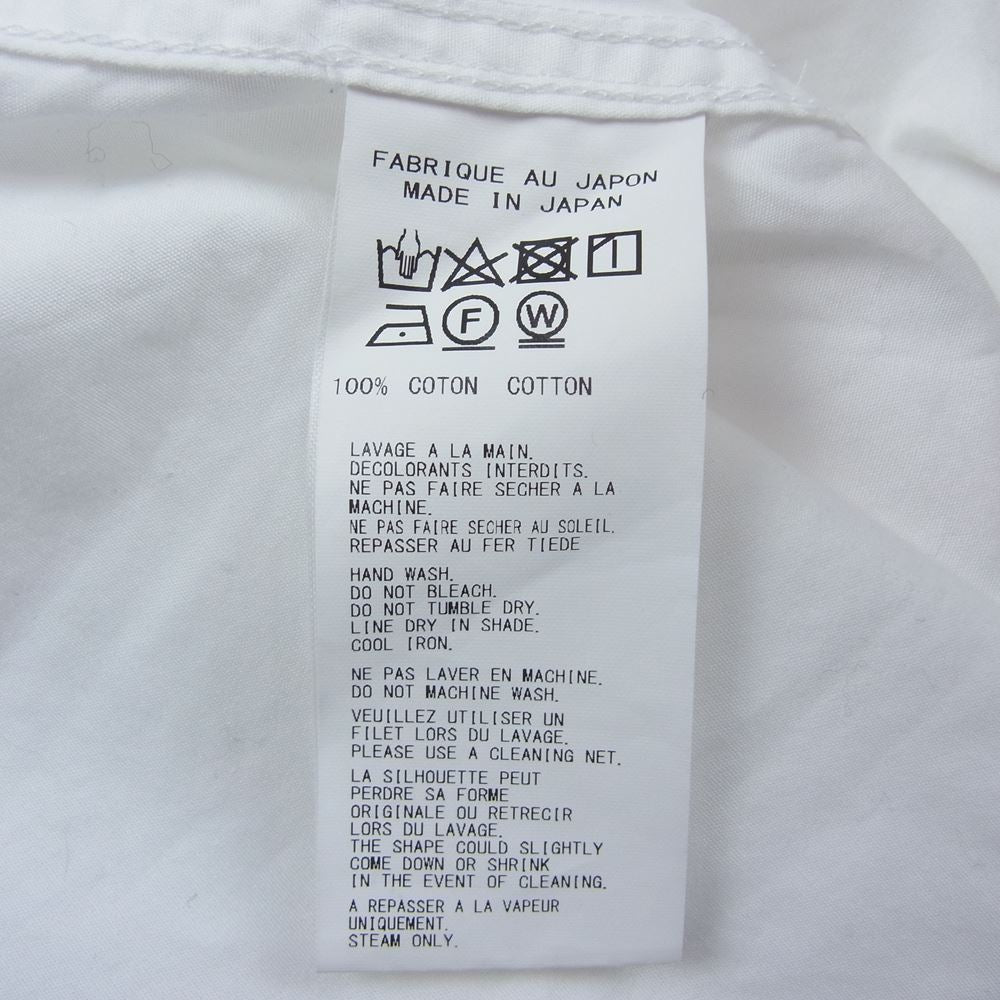 FABRIQUE AU JAPON
MADE IN JAPAN
F W
100% COTON COTTON
LAVAGE A LA MAIN.
DECOLORANTS INTERDITS.
NE PAS FAIRE SECHER A LA
MACHINE.
NE PAS FAIRE SECHER AU SOLEIL.
REPASSER AU FER TIEDE
HAND WASH.
DO NOT BLEACH.
DO NOT TUMBLE DRY.
LINE DRY IN SHADE.
COOL IRON.
NE PAS LAVER EN MACHINE.
DO NOT MACHINE WASH.
VEUILLEZ UTILISER UN
FILET LORS DU LAVAGE.
PLEASE USE A CLEANING NET.
LA SILHOUETTE PEUT
PERDRE SA FORME
ORIGINALE OU RETRECIR
LORS DU LAVAGE.
THE SHAPE COULD SLIGHTLY
COME DOWN OR SHRINK
IN THE EVENT OF CLEANING.
A REPASSER A LA VAPEUR
UNIQUEMENT.
STEAM ONLY.